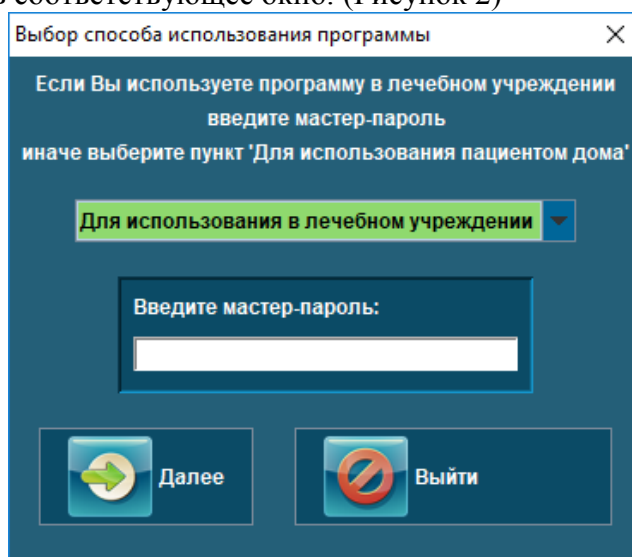 соответствующее окно. (Рисунок 2)
Выбор способа использования программы
Если Вы используете программу в лечебном учреждении
введите мастер-пароль
иначе выберите пункт 'Для использования пациентом дома'
Для использования в лечебном учреждении
Введите мастер-пароль:
Далее
Выйти